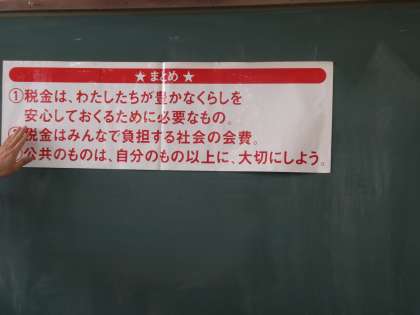 ★ まとめ ★
①税金は、わたしたちが豊かなくらしを
安心しておくるために必要なもの。
税金はみんなで負担する社会の会費。
公共のものは、自分のもの以上に、大切にしよう。